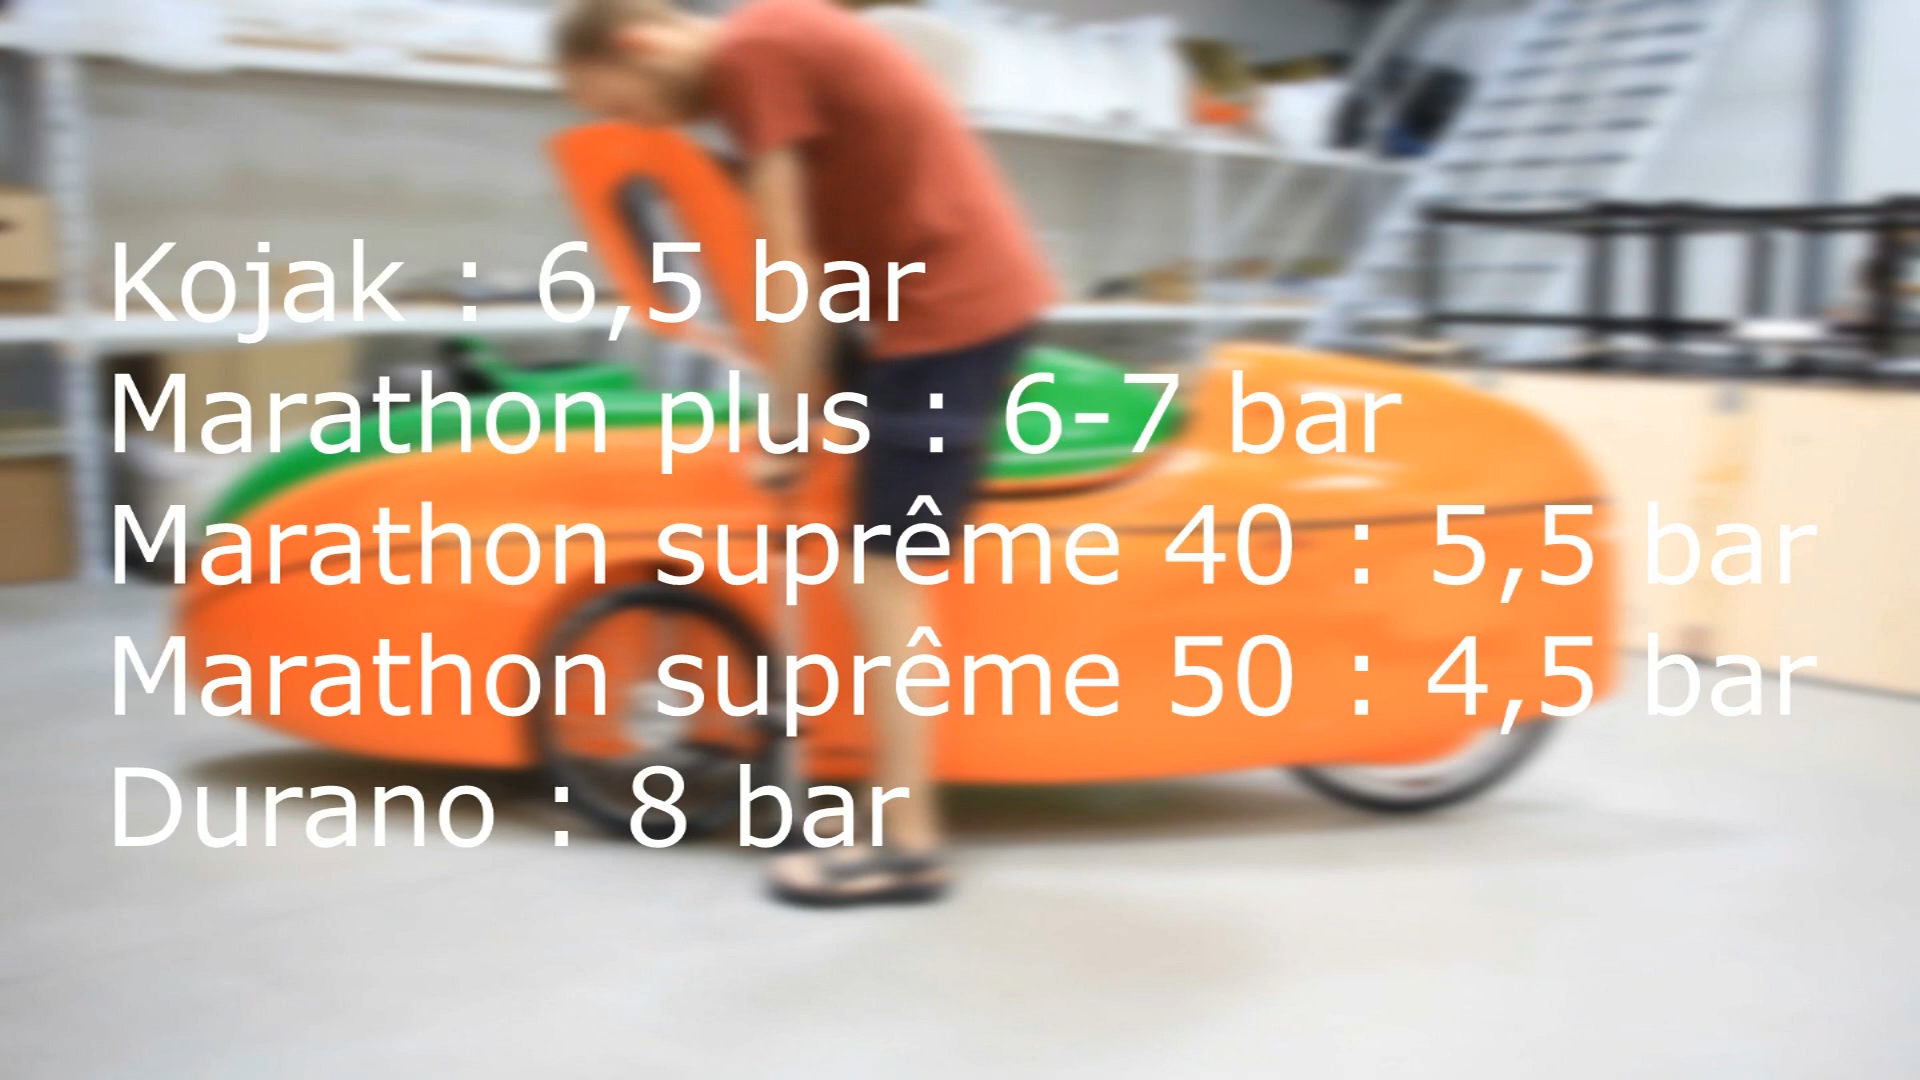 Kojak : 6,5 bar
Marathon plus : 6-7 bar
Marathon suprême 40 : 5,5 bar
Marathon suprême 50 : 4,5 bar
Durano : 8 bar